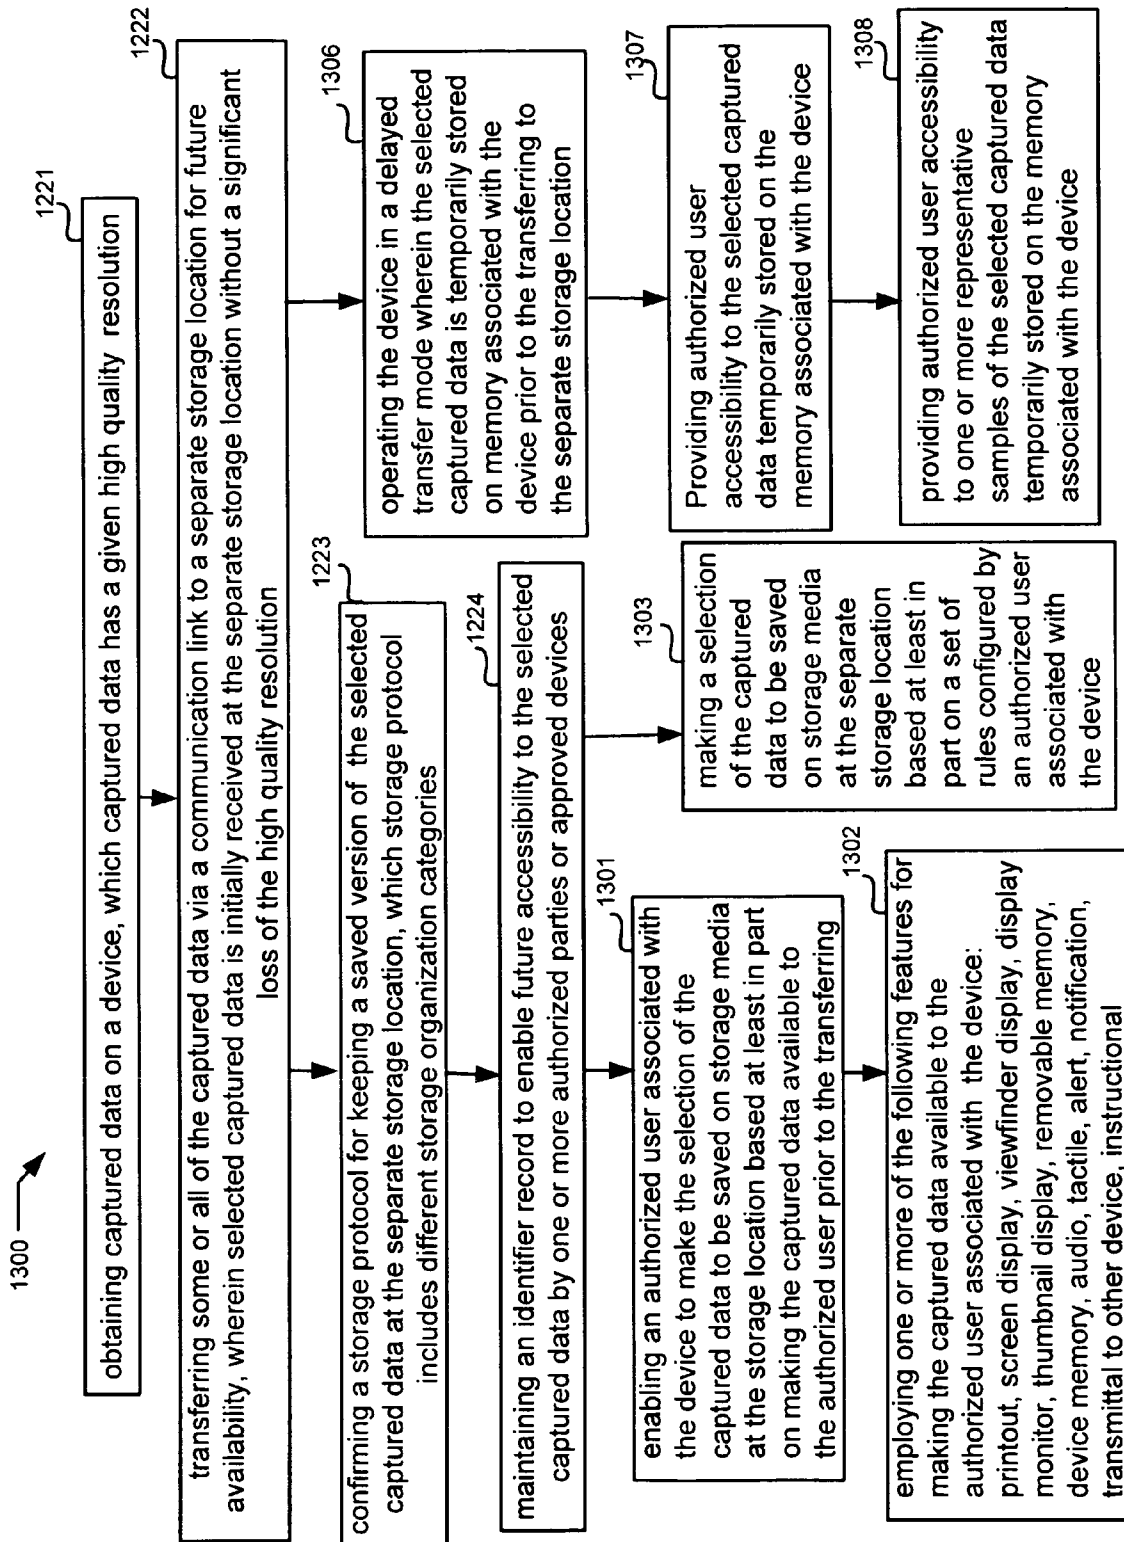 1300
1221
obtaining captured data on a device, which captured data has a given high quality resolution
1222
transferring some or all of the captured data via a communication link to a separate storage location for future
availability, wherein selected captured data is initially received at the separate storage location without a significant
loss of the high quality resolution
1223
confirming a storage protocol for keeping a saved version of the selected
captured data at the separate storage location, which storage protocol
includes different storage organization categories
1224
maintaining an identifier record to enable future accessibility to the selected
captured data by one or more authorized parties or approved devices
1301
enabling an authorized user associated with
the device to make the selection of the
captured data to be saved on storage media
at the storage location based at least in part
on making the captured data available to
the authorized user prior to the transferring
1302
employing one or more of the following features for
making the captured data available to the
authorized user associated with the device:
printout, screen display, viewfinder display, display
monitor, thumbnail display, removable memory,
device memory, audio, tactile, alert, notification,
transmittal to other device, instructional
1303
making a selection
of the captured
data to be saved
on storage media
at the separate
storage location
based at least in
part on a set of
rules configured by
an authorized user
associated with
the device
1306
operating the device in a delayed
transfer mode wherein the selected
captured data is temporarily stored
on memory associated with the
device prior to the transferring to
the separate storage location
1307
Providing authorized user
accessibility to the selected captured
data temporarily stored on the
memory associated with the device
1308
providing authorized user accessibility
to one or more representative
samples of the selected captured data
temporarily stored on the memory
associated with the device